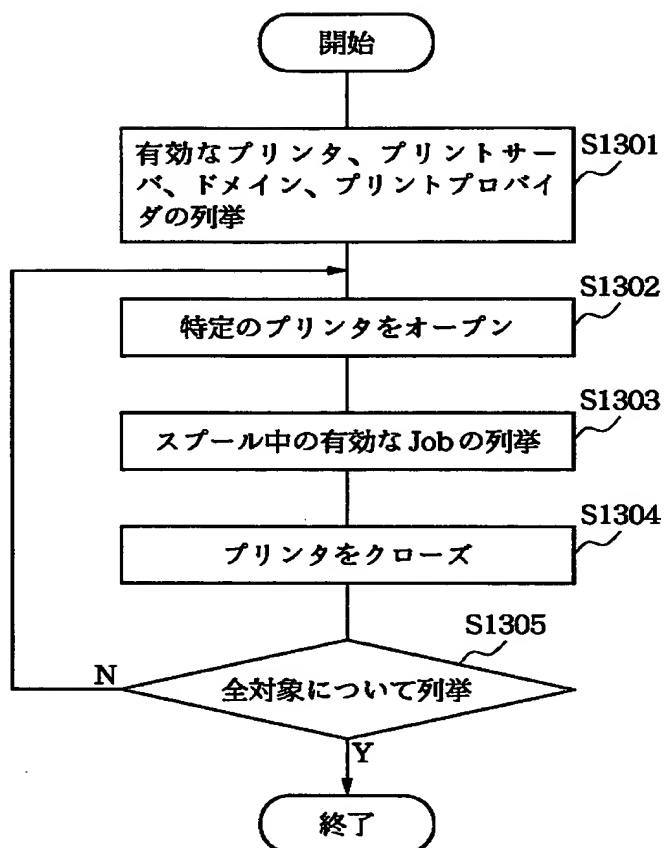 開始
有効なプリンタ、プリントサー
バ、ドメイン、プリントプロバイ
ダの列挙
S1301
S1302
特定のプリンタをオープン
S1303
スプール中の有効なJobの列挙
S1304
プリンタをクローズ
S1305
N
全対象について列挙
Y
終了